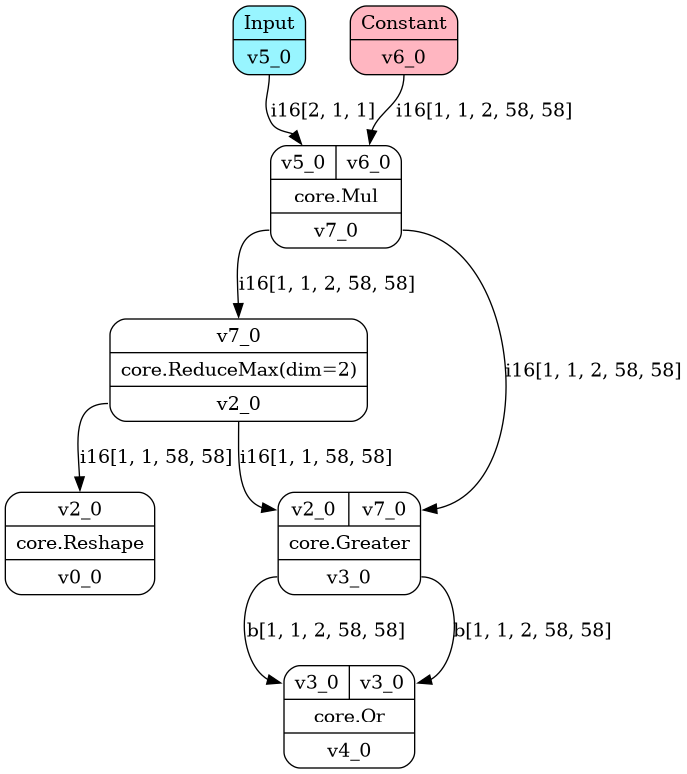 Input
v5_0
Constant
v6_0
i16[2, 1, 1]
i16[1, 1, 2, 58, 58]
v5_0
v6_0
core.Mul
v7_0
i16[1, 1, 2, 58, 58]
i16[1, 1, 2, 58, 58]
v7_0
core.ReduceMax(dim=2)
v2_0
i16[1, 1, 58, 58]
i16[1, 1, 58, 58]
v2_0
core.Reshape
v0_0
v2_0
v7_0
core.Greater
v3_0
b[1, 1, 2, 58, 58]
b[1, 1, 2, 58, 58]
v3_0
v3_0
core.Or
v4_0